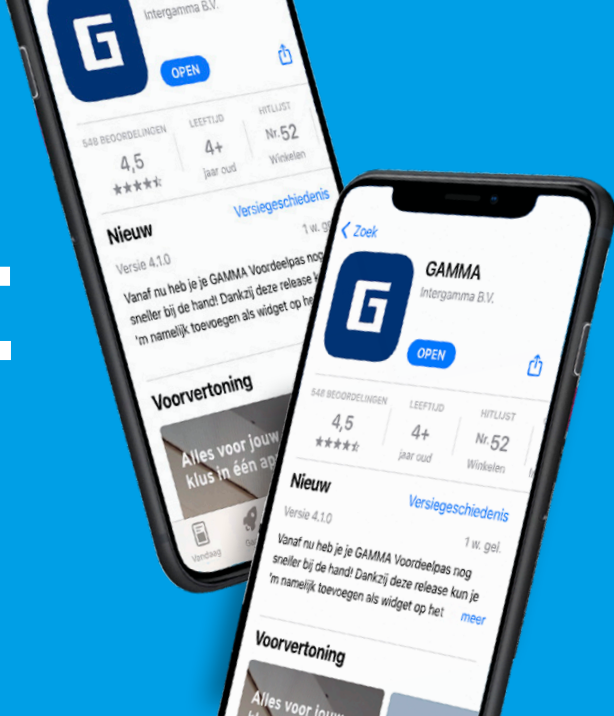 Intergamma B.V.
OPEN
548 BEOORDELINGEN
4,5
LEEFTIJD
4+
jaar oud
HITLIJST
Nr. 52
Winkelen
Nieuw
Versiegeschiedenis
Versie 4.1.0
1 w.
Vanaf nu heb je je GAMMA Voordeelpas nog
sneller bij de hand! Dankzij deze release
'm namelijk toevoegen als widget op
Voorvertoning
Alles voor jouw
klus in één
Vandaag
Zoek
GAMMA
Intergamma B.V.
OPEN
548 BEOORDELINGEN
4,5
LEEFTIJD
4+
jaar oud
HITLIJST
Nr. 52
Winkelen
Nieuw
Versiegeschiedenis
Versie 4.1.0
1 w. gel.
Vanaf nu heb je je GAMMA Voordeelpas nog
sneller bij de hand! Dankzij deze release kun je
'm namelijk toevoegen als widget op het meer
Voorvertoning
Alles voor jouw